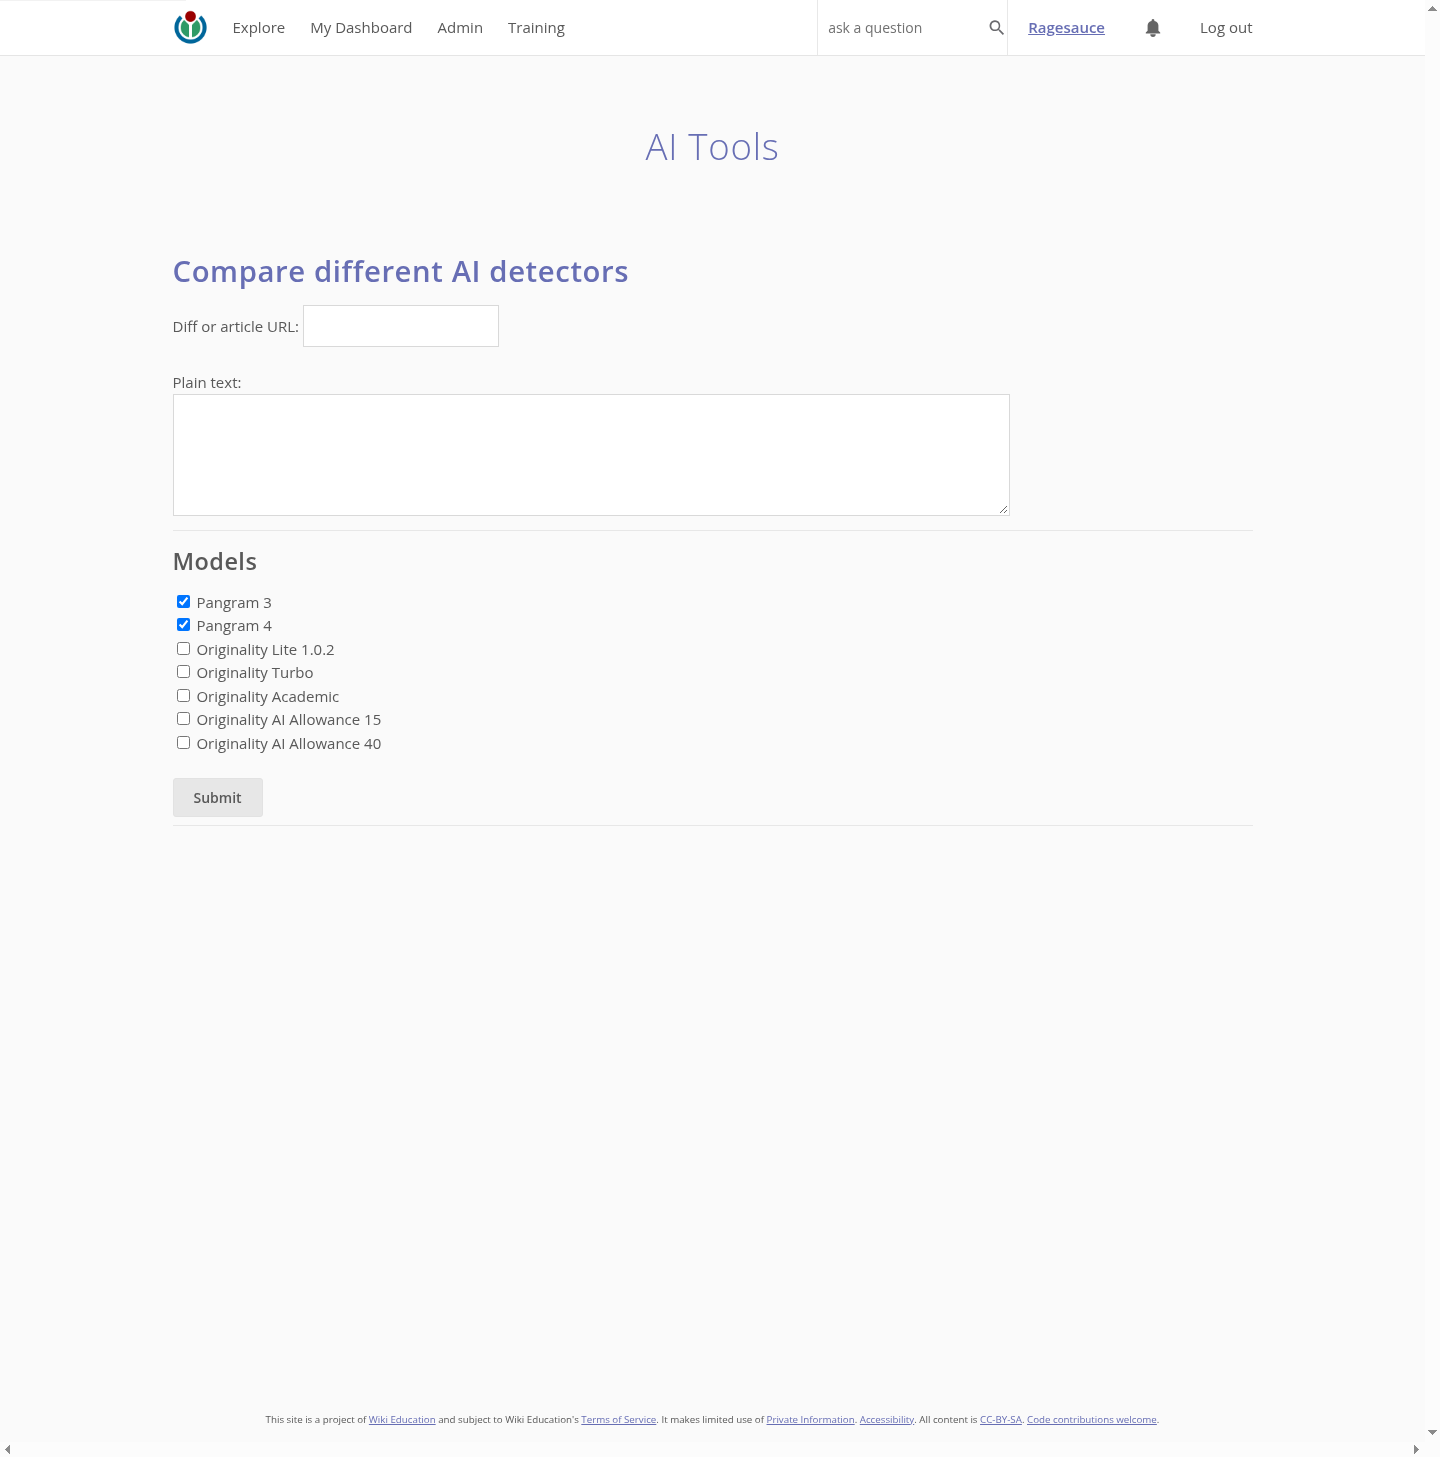 Explore My Dashboard Admin Training ask a question Ragesauce Log out
AI Tools
Compare different AI detectors
Diff or article URL:
Plain text:
Models
Pangram 3
Pangram 4
Originality Lite 1.0.2
Originality Turbo
Originality Academic
Originality AI Allowance 15
Originality AI Allowance 40
Submit
This site is a project of Wiki Education and subject to Wiki Education's Terms of Service. It makes limited use of Private Information. Accessibility. All content is CC-BY-SA. Code contributions welcome.